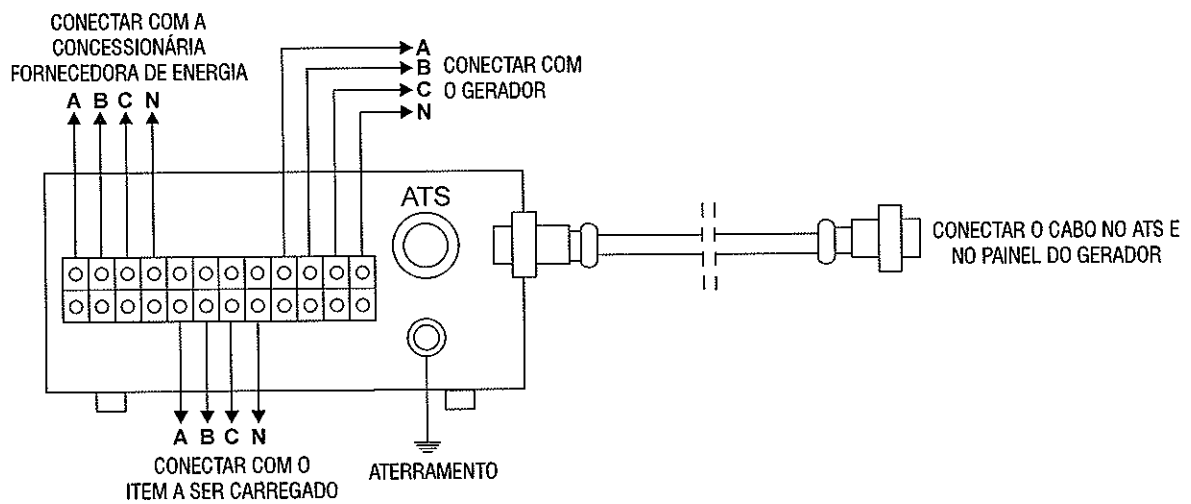 CONECTAR COM A
CONCESSIONÁRIA
FORNECEDORA DE ENERGIA
A B C N
A
B
C
N
CONECTAR COM
O GERADOR
ATS
CONECTAR O CABO NO ATS E
NO PAINEL DO GERADOR
A B C N
CONECTAR COM O
ITEM A SER CARREGADO
ATERRAMENTO